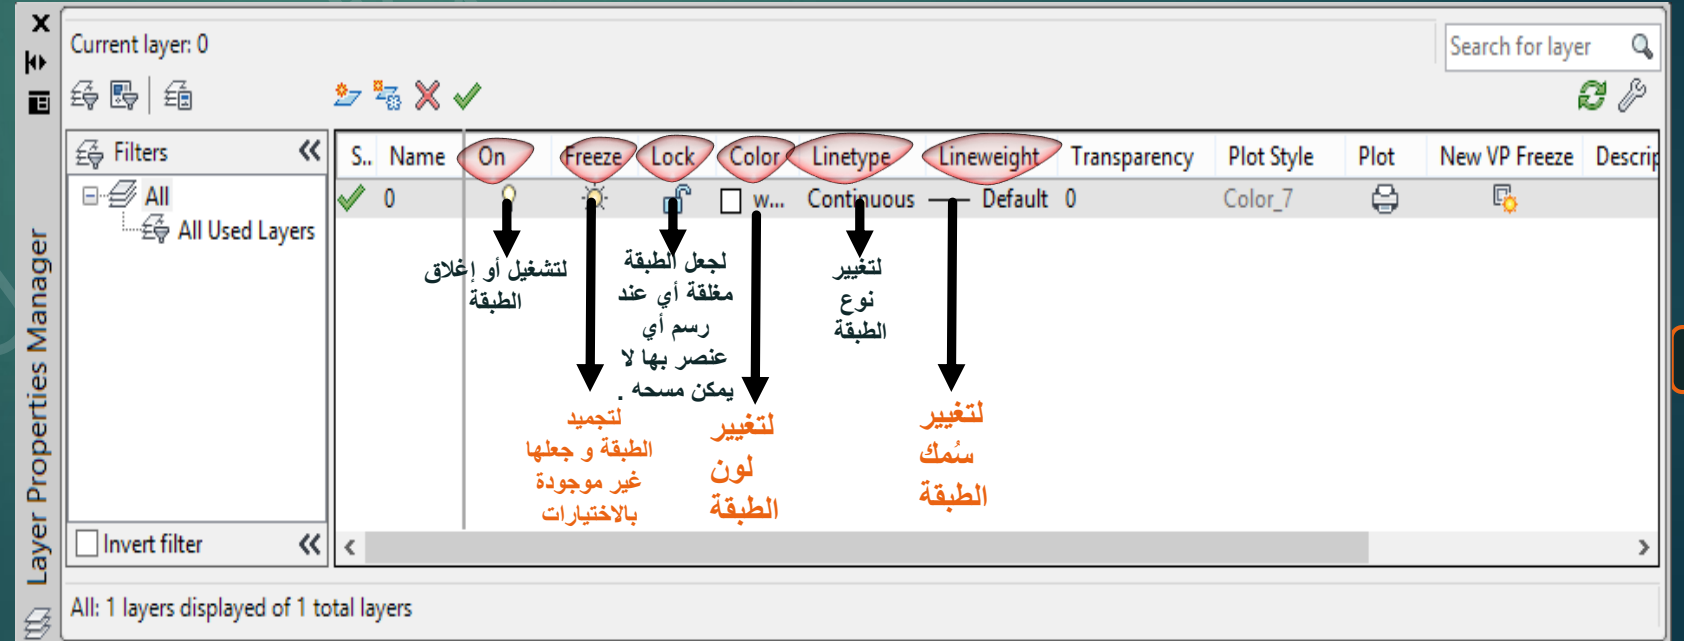 Current layer: 0
Search for layer
Filters
S.. Name On Freeze Lock Color Linetype Lineweight Transparency Plot Style Plot New VP Freeze Descrip
All
0 w... Continuous Default 0 Color_7
All Used Layers
لتشغيل أو إغلاق
الطبقة
لتجميد
الطبقة و جعلها
غير موجودة
بالاختيارات
لجعل الطبقة
مغلقة أي عند
رسم أي
عنصر بها لا
يمكن مسحه .
لتغيير
لون
الطبقة
لتغيير
نوع
الطبقة
لتغيير
سُمك
الطبقة
Invert filter
All: 1 layers displayed of 1 total layers
Layer Properties Manager